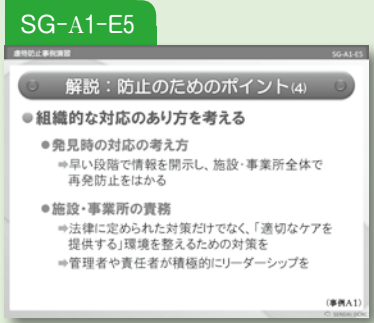 SG-A1-E5
虐待防止事例演習
SG-A1-E5
解説:防止のためのポイント(4)
●組織的な対応のあり方を考える
●発見時の対応の考え方
⇒早い段階で情報を開示し、施設・事業所全体で
再発防止をはかる
●施設・事業所の責務
⇒法律に定められた対策だけでなく、「適切なケアを
提供する」環境を整えるための対策を
⇒管理者や責任者が積極的にリーダーシップを
(事例A1)